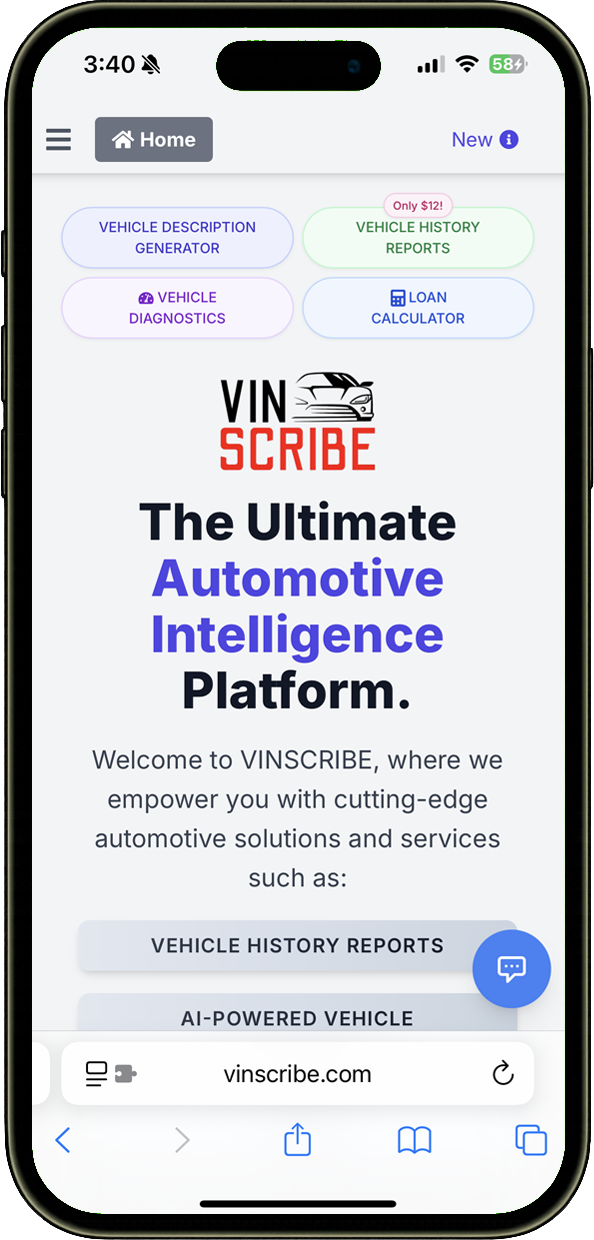 3:40
58
Home
New
Only $12!
VEHICLE DESCRIPTION
GENERATOR
VEHICLE HISTORY
REPORTS
VEHICLE
DIAGNOSTICS
LOAN
CALCULATOR
VIN
SCRIBE
The Ultimate
Automotive
Intelligence
Platform.
Welcome to VINSCRIBE, where we
empower you with cutting-edge
automotive solutions and services
such as:
VEHICLE HISTORY REPORTS
AI-POWERED VEHICLE
vinscribe.com